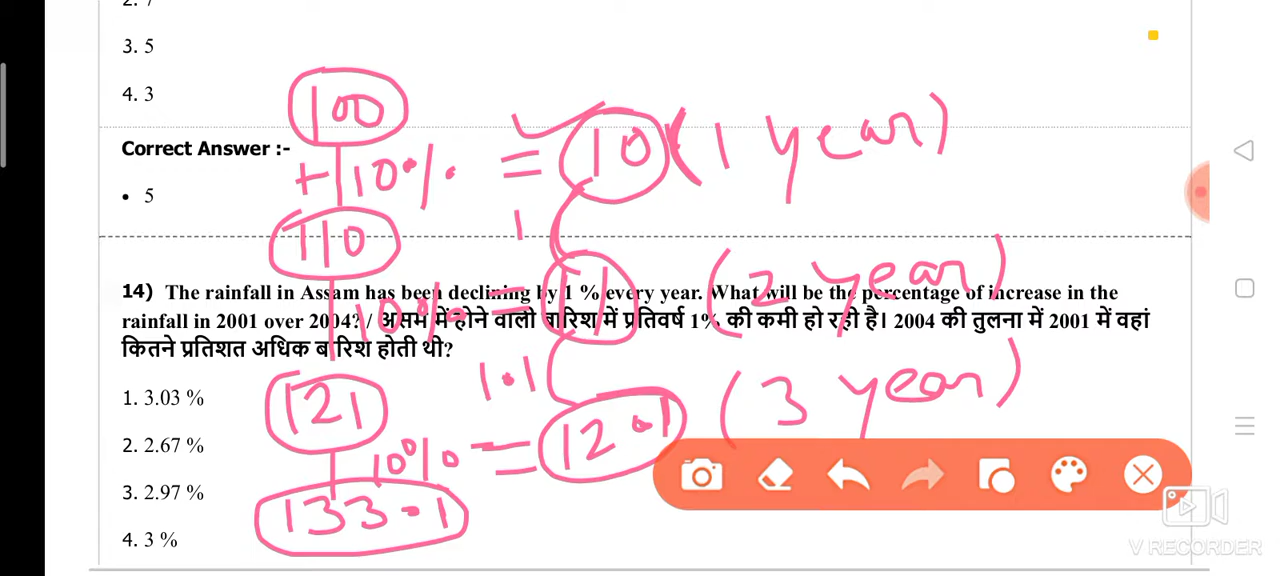 2. 7
3. 5
4. 3
100
Correct Answer :-
+10% = 10 (1 year)
• 5
1
110
10% = 11 (2 year)
14) The rainfall in Assam has been declining by 1 % every year. What will be the percentage of increase in the
rainfall in 2001 over 2004? / असम में होने वाली बारिश में प्रतिवर्ष 1% की कमी हो रही है। 2004 की तुलना में 2001 में वहां
कितने प्रतिशत अधिक बारिश होती थी?
1.1
1. 3.03 %
121
10% = 12.1 (3 year)
2. 2.67 %
3. 2.97 %
133.1
4. 3 %
V RECORDER